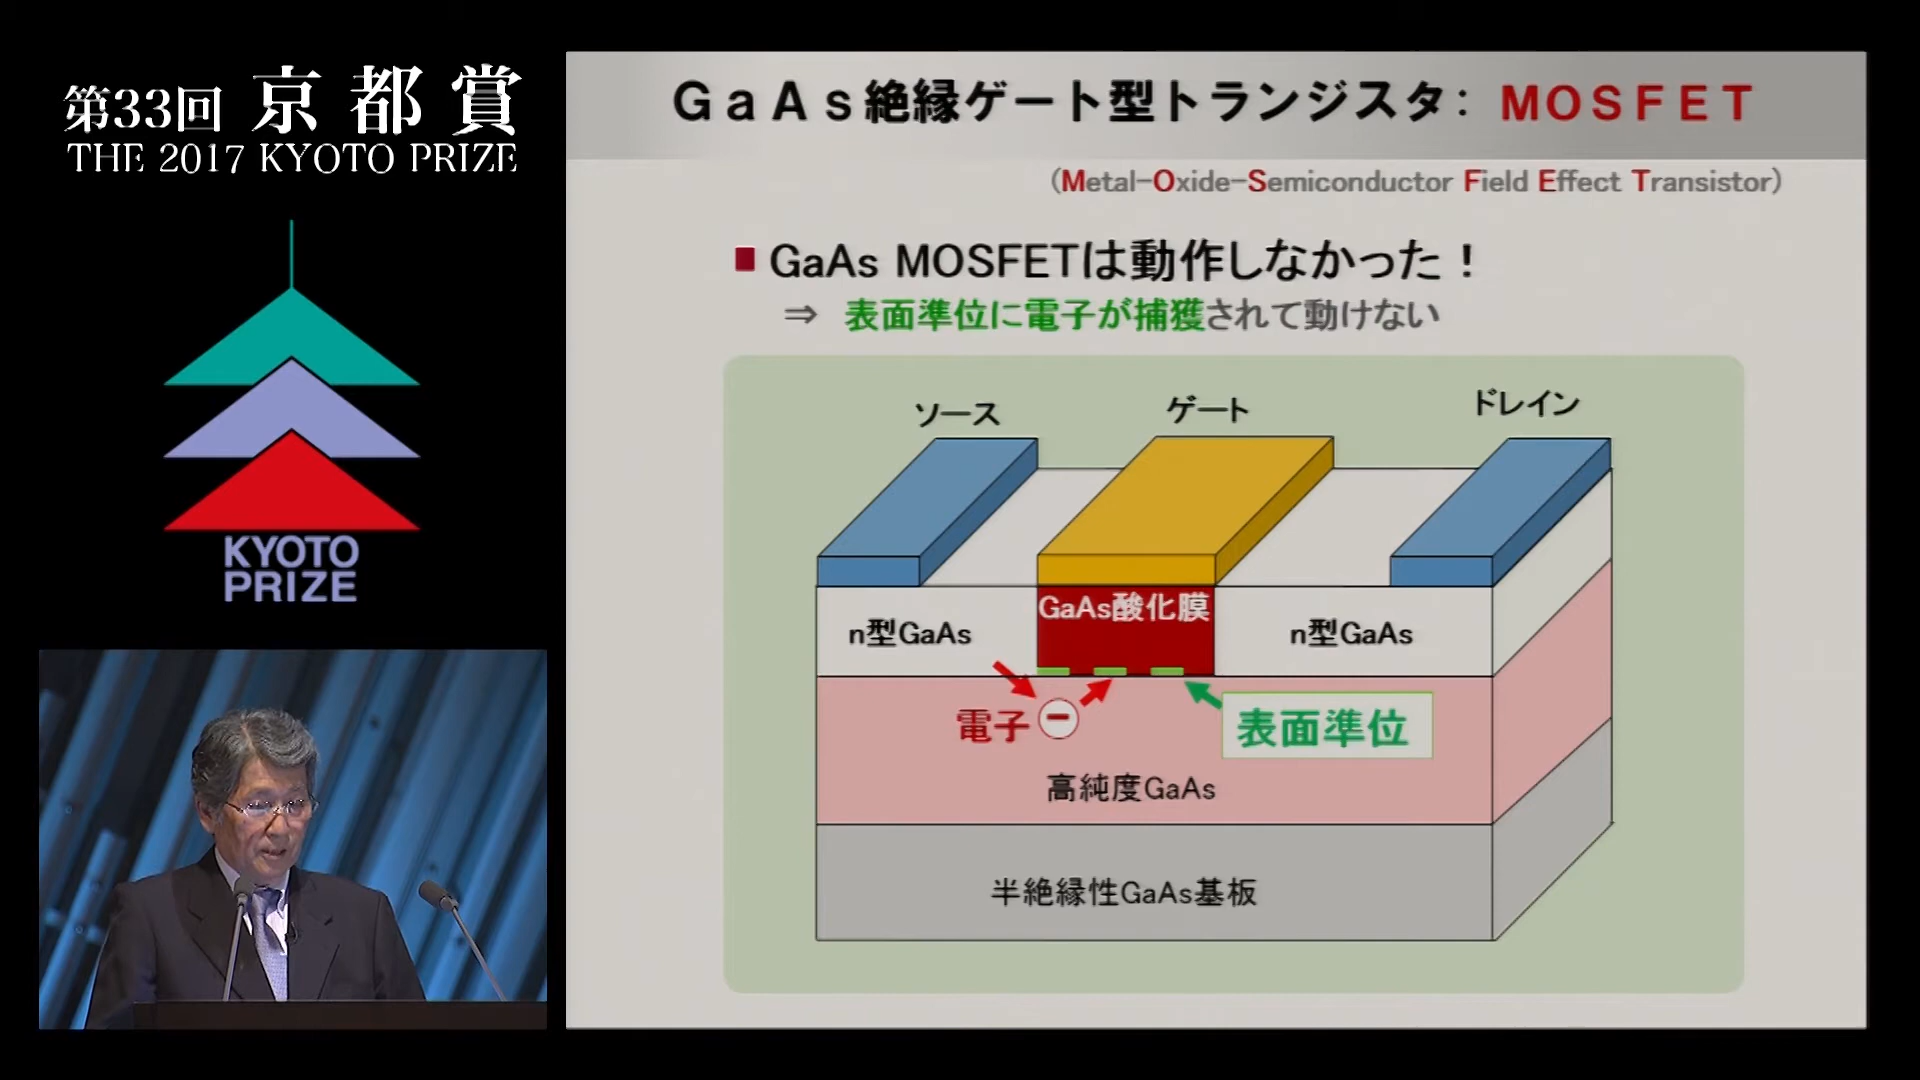 第33回 京都賞
THE 2017 KYOTO PRIZE
KYOTO
PRIZE
GaAs絶縁ゲート型トランジスタ: MOSFET
(Metal-Oxide-Semiconductor Field Effect Transistor)
■ GaAs MOSFETは動作しなかった！
⇒ 表面準位に電子が捕獲されて動けない
ソース
ゲート
ドレイン
n型GaAs
GaAs酸化膜
n型GaAs
電子
−
表面準位
高純度GaAs
半絶縁性GaAs基板